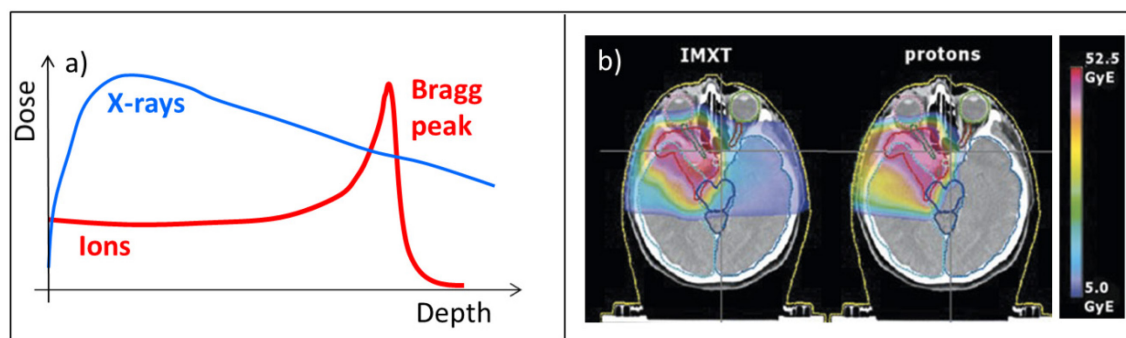 a)
Dose
X-rays
Bragg
peak
Ions
Depth
b)
IMXT
protons
52.5
GyE
5.0
GyE